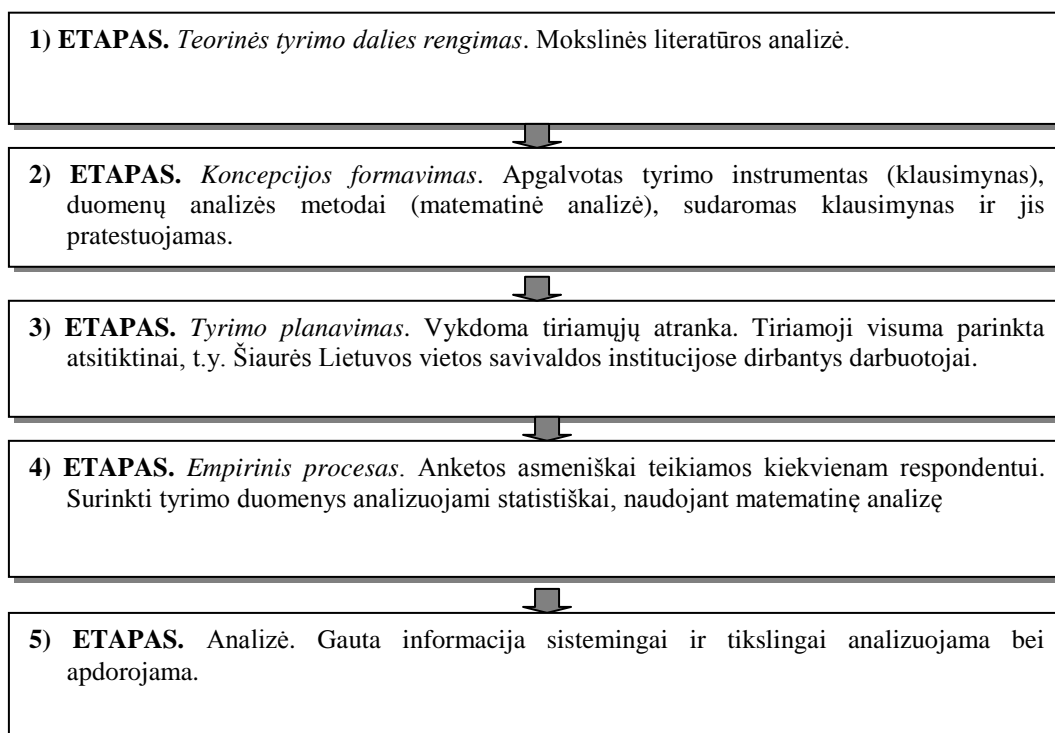 1) ETAPAS. Teorinės tyrimo dalies rengimas. Mokslinės literatūros analizė.
2) ETAPAS. Koncepcijos formavimas. Apgalvotas tyrimo instrumentas (klausimynas),
duomenų analizės metodai (matematinė analizė), sudaromas klausimynas ir jis
pratestuojamas.
3) ETAPAS. Tyrimo planavimas. Vykdoma tiriamųjų atranka. Tiriamoji visuma parinkta
atsitiktinai, t.y. Šiaurės Lietuvos vietos savivaldos institucijose dirbantys darbuotojai.
4) ETAPAS. Empirinis procesas. Anketos asmeniškai teikiamos kiekvienam respondentui.
Surinkti tyrimo duomenys analizuojami statistiškai, naudojant matematinę analizę
5) ETAPAS. Analizė. Gauta informacija sistemingai ir tikslingai analizuojama bei
apdorojama.